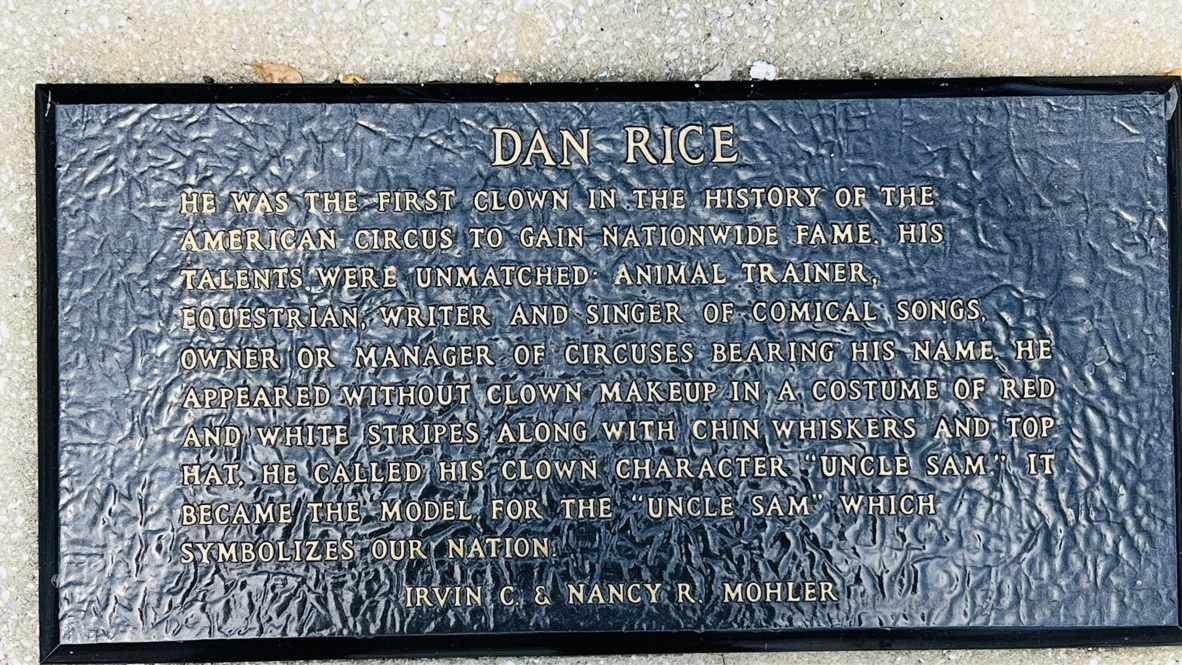 DAN RICE
HE WAS THE FIRST CLOWN IN THE HISTORY OF THE
AMERICAN CIRCUS TO GAIN NATIONWIDE FAME. HIS
TALENTS WERE UNMATCHED: ANIMAL TRAINER,
EQUESTRIAN, WRITER AND SINGER OF COMICAL SONGS,
OWNER OR MANAGER OF CIRCUSES BEARING HIS NAME. HE
APPEARED WITHOUT CLOWN MAKEUP IN A COSTUME OF RED
AND WHITE STRIPES ALONG WITH CHIN WHISKERS AND TOP
HAT. HE CALLED HIS CLOWN CHARACTER "UNCLE SAM." IT
BECAME THE MODEL FOR THE "UNCLE SAM" WHICH
SYMBOLIZES OUR NATION.
IRVIN C. & NANCY R. MOHLER